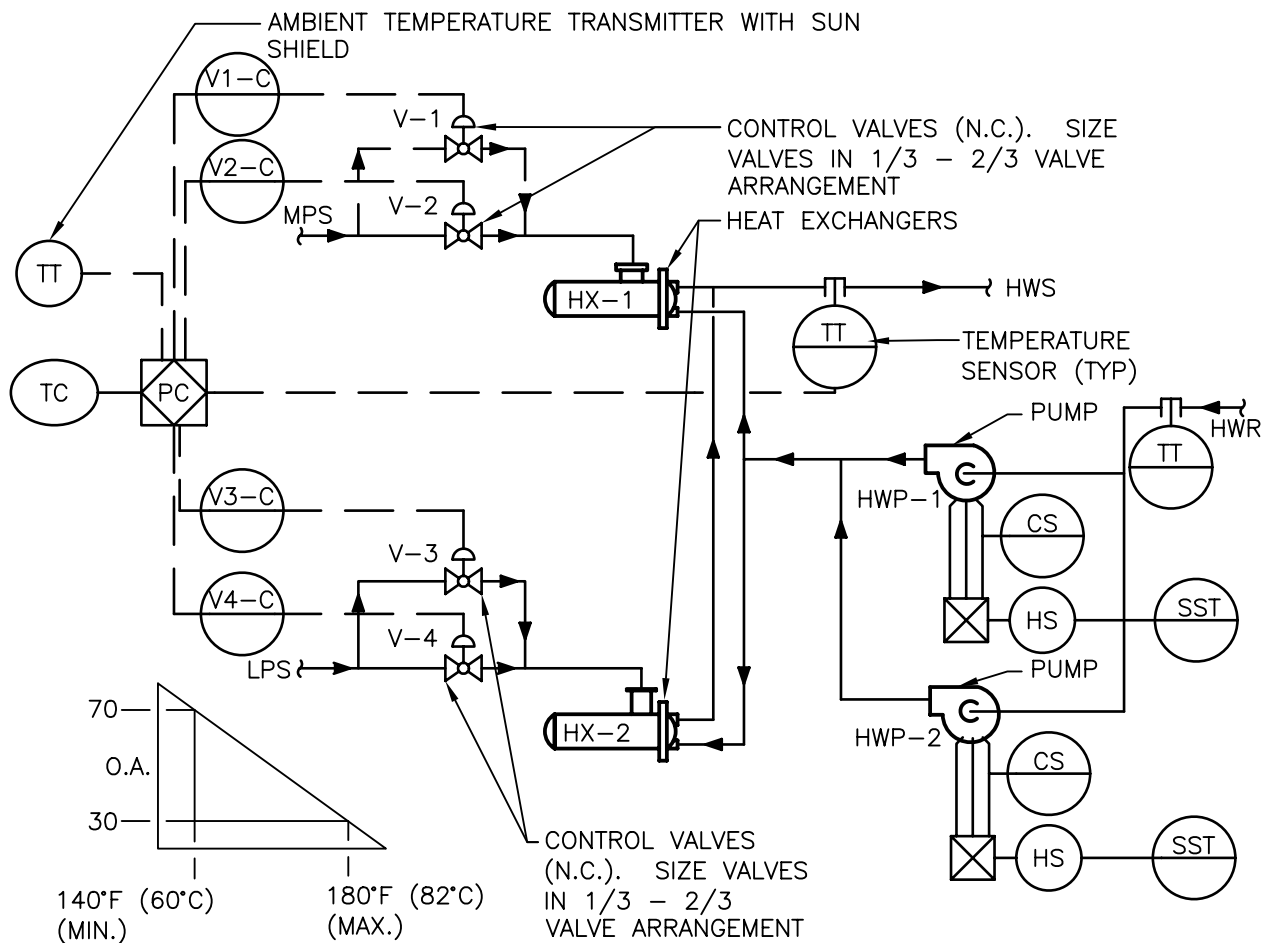 AMBIENT TEMPERATURE TRANSMITTER WITH SUN
SHIELD
V1-C
V-1
CONTROL VALVES (N.C.). SIZE
VALVES IN 1/3 - 2/3 VALVE
ARRANGEMENT
V2-C
V-2
MPS
HEAT EXCHANGERS
TT
HX-1
HWS
TT
TEMPERATURE
SENSOR (TYP)
TC
PC
PUMP
HWR
TT
HWP-1
V3-C
CS
V-3
V4-C
V-4
HS
SST
LPS
PUMP
70
O.A.
30
HX-2
HWP-2
CS
HS
SST
CONTROL VALVES
(N.C.). SIZE VALVES
IN 1/3 - 2/3
VALVE ARRANGEMENT
140°F (60°C)
(MIN.)
180°F (82°C)
(MAX.)